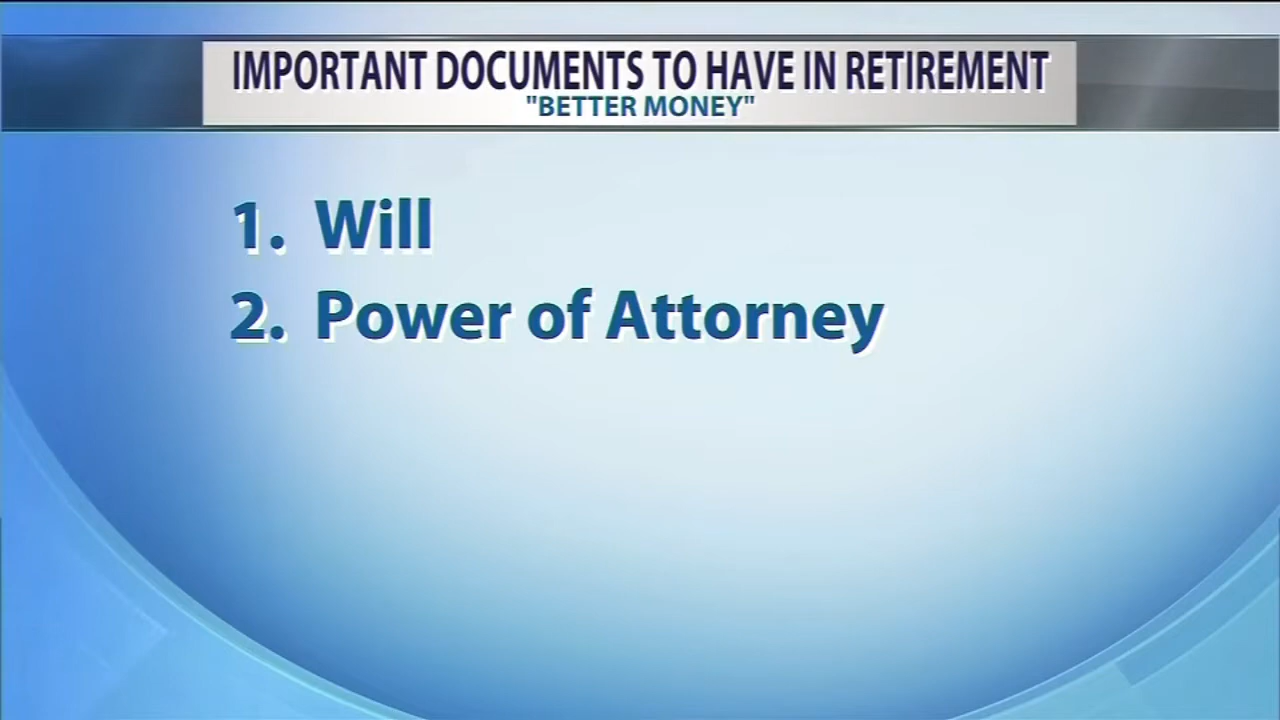 IMPORTANT DOCUMENTS TO HAVE IN RETIREMENT
"BETTER MONEY"
1. Will
2. Power of Attorney